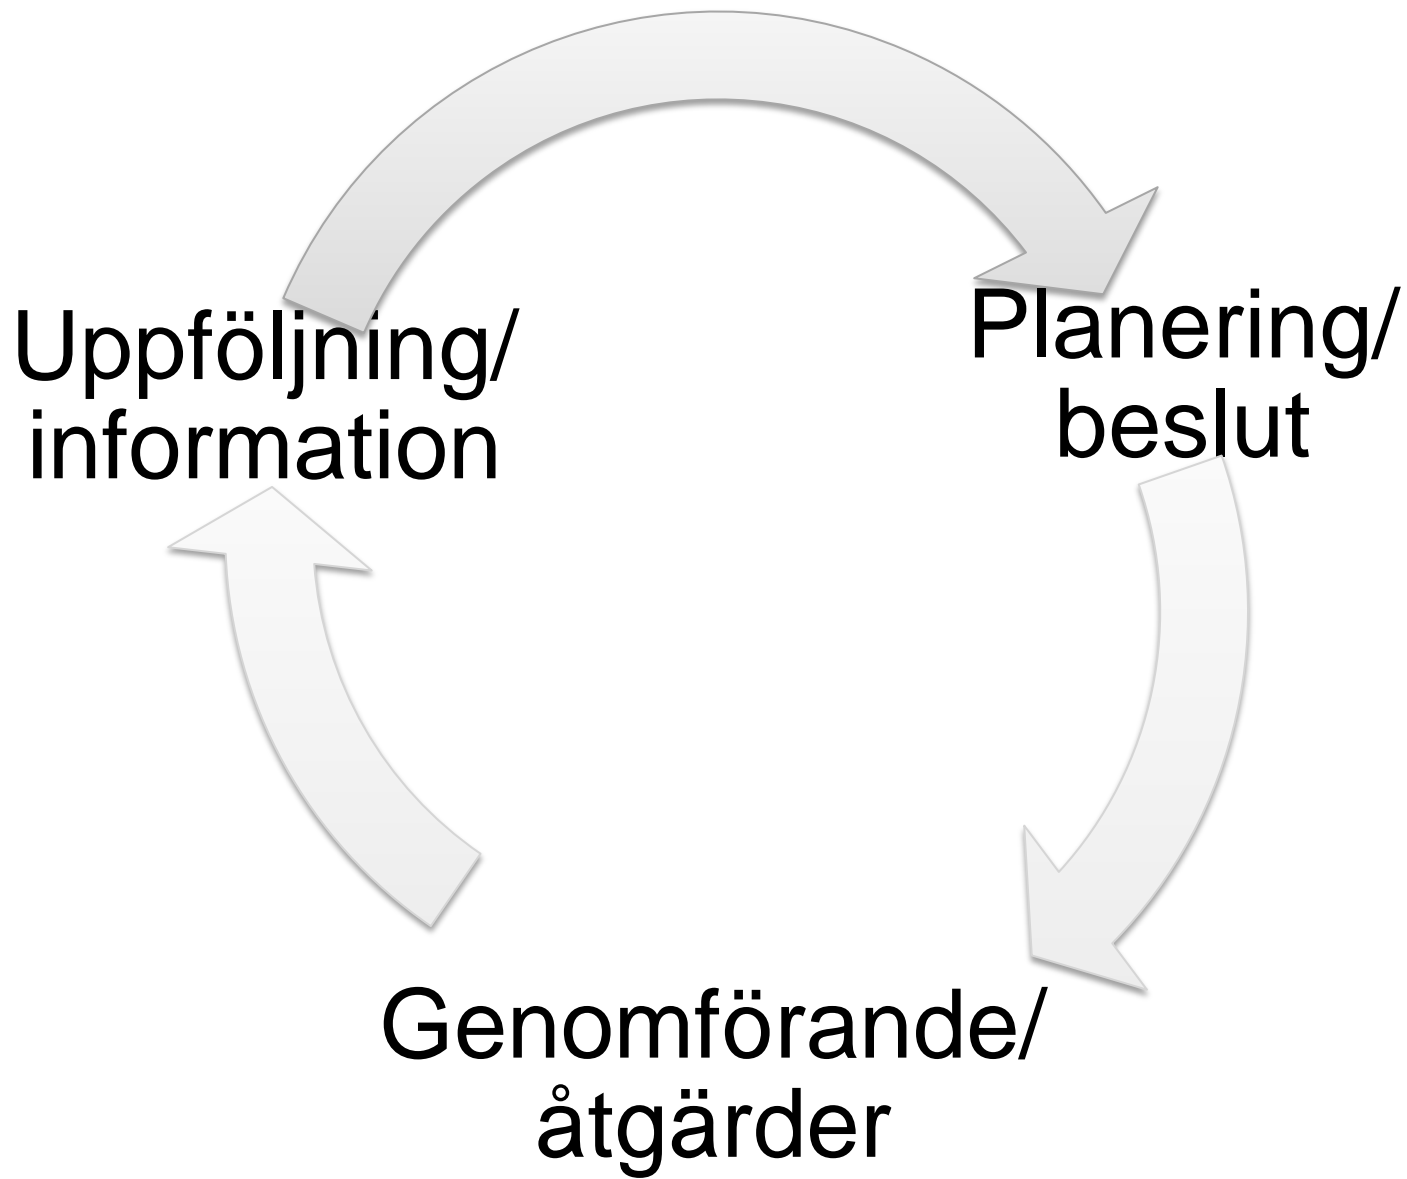 Uppföljning/
information
Planering/
beslut
Genomförande/
åtgärder